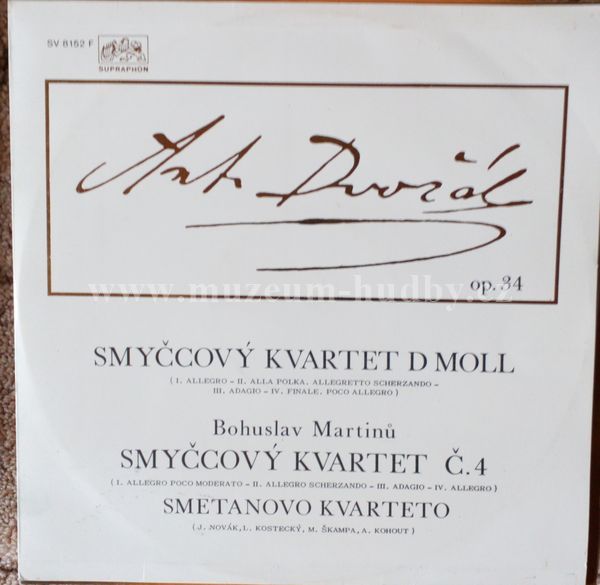 SV 8152 F
SUPRAPHON
Ant. Dvořák
op. 34
www.muzeum-hudby.cz
SMYČCOVÝ KVARTET D MOLL
( I. ALLEGRO – II. ALLA POLKA. ALLEGRETTO SCHERZANDO –
III. ADAGIO – IV. FINALE. POCO ALLEGRO )
Bohuslav Martinů
SMYČCOVÝ KVARTET Č. 4
( I. ALLEGRO POCO MODERATO – II. ALLEGRO SCHERZANDO – III. ADAGIO – IV. ALLEGRO )
SMETANOVO KVARTETO
( J. NOVÁK, L. KOSTECKÝ, M. ŠKAMPA, A. KOHOUT )